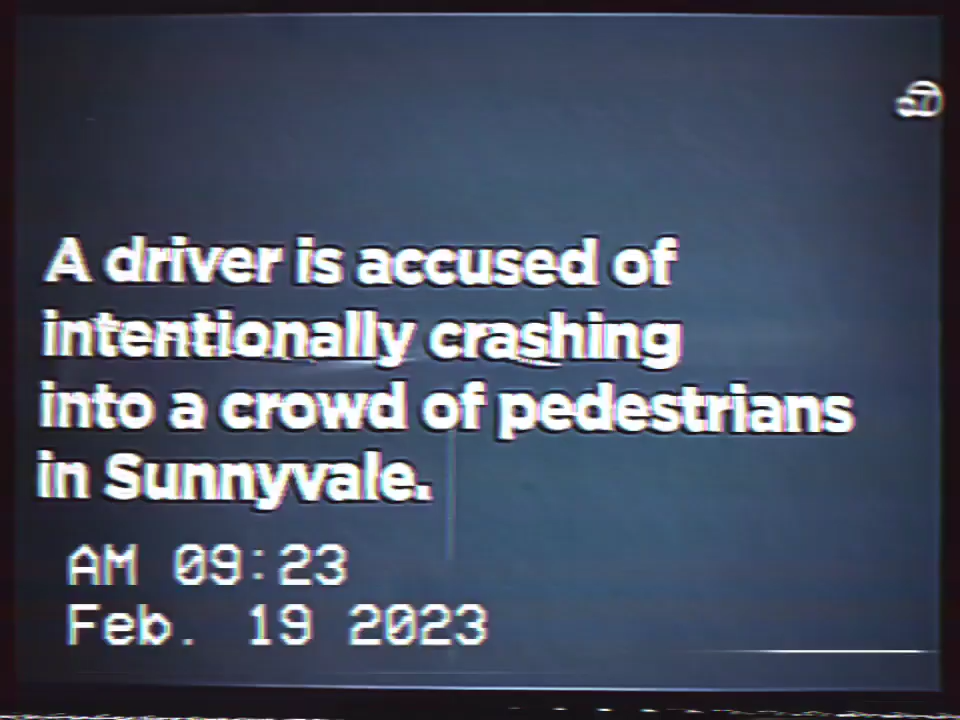 A driver is accused of
intentionally crashing
into a crowd of pedestrians
in Sunnyvale.
AM 09:23
Feb. 19 2023